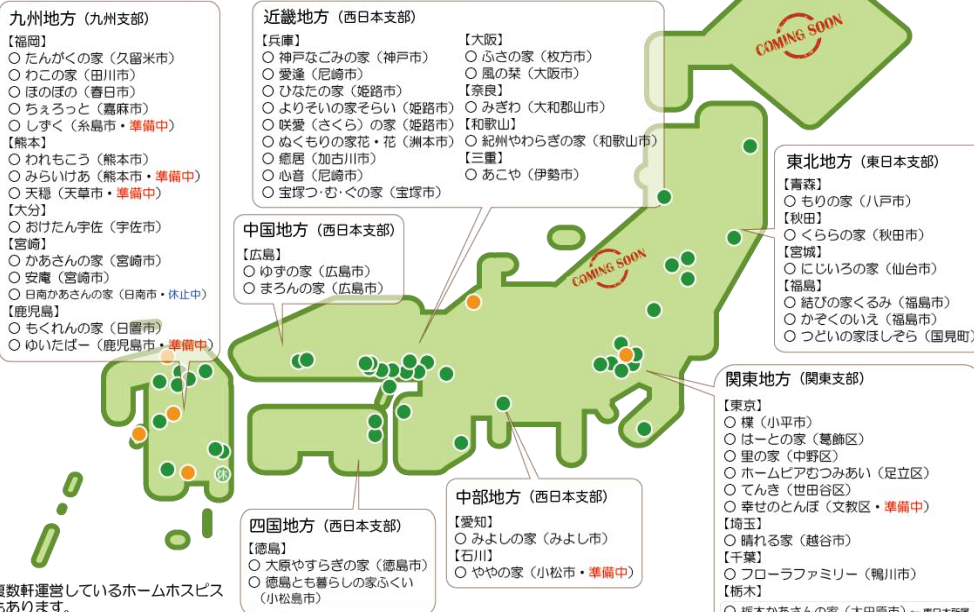 九州地方（九州支部）
【福岡】
○ たんがくの家（久留米市）
○ わこの家（田川市）
○ ほのぼの（春日市）
○ ちぇろっと（嘉麻市）
○ しずく（糸島市・準備中）
【熊本】
○ われもこう（熊本市）
○ みらいけあ（熊本市・準備中）
○ 天穏（天草市・準備中）
【大分】
○ おけたん宇佐（宇佐市）
【宮崎】
○ かあさんの家（宮崎市）
○ 安庵（宮崎市）
○ 日南かあさんの家（日南市・休止中）
【鹿児島】
○ もくれんの家（日置市）
○ ゆいたばー（鹿児島市・準備中）
近畿地方（西日本支部）
【兵庫】
○ 神戸なごみの家（神戸市）
○ 愛逢（尼崎市）
○ ひなたの家（姫路市）
○ よりそいの家そらい（姫路市）
○ 咲愛（さくら）の家（姫路市）
○ ぬくもりの家花・花（洲本市）
○ 癒居（加古川市）
○ 心音（尼崎市）
○ 宝塚つ・む・ぐの家（宝塚市）
【大阪】
○ ふさの家（枚方市）
○ 風の栞（大阪市）
【奈良】
○ みぎわ（大和郡山市）
【和歌山】
○ 紀州やわらぎの家（和歌山市）
【三重】
○ あこや（伊勢市）
COMING SOON
東北地方（東日本支部）
【青森】
○ もりの家（八戸市）
【秋田】
○ くららの家（秋田市）
【宮城】
○ にじいろの家（仙台市）
【福島】
○ 結びの家くるみ（福島市）
○ かぞくのいえ（福島市）
○ つどいの家ほしぞら（国見町）
中国地方（西日本支部）
【広島】
○ ゆずの家（広島市）
○ まろんの家（広島市）
COMING SOON
関東地方（関東支部）
【東京】
○ 楪（小平市）
○ はーとの家（葛飾区）
○ 里の家（中野区）
○ ホームビアむつみあい（足立区）
○ てんき（世田谷区）
○ 幸せのとんぼ（文教区・準備中）
【埼玉】
○ 晴れる家（越谷市）
【千葉】
○ フローラファミリー（鴨川市）
【栃木】
○ 栃木かあさんの家（大田原市）
休
中部地方（西日本支部）
【愛知】
○ みよしの家（みよし市）
【石川】
○ ややの家（小松市・準備中）
四国地方（西日本支部）
【徳島】
○ 大原やすらぎの家（徳島市）
○ 徳島とも暮らしの家ふくい
（小松島市）
複数軒運営しているホームホスピス
もあります。